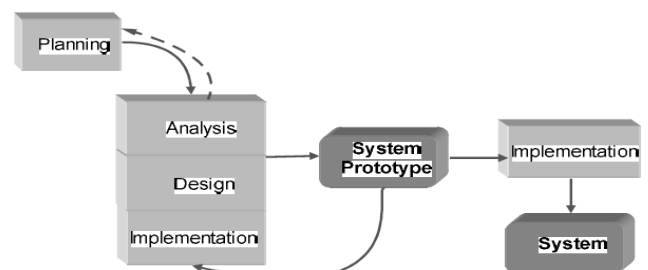 Planning
Analysis
Design
Implementation
System
Prototype
Implementation
System